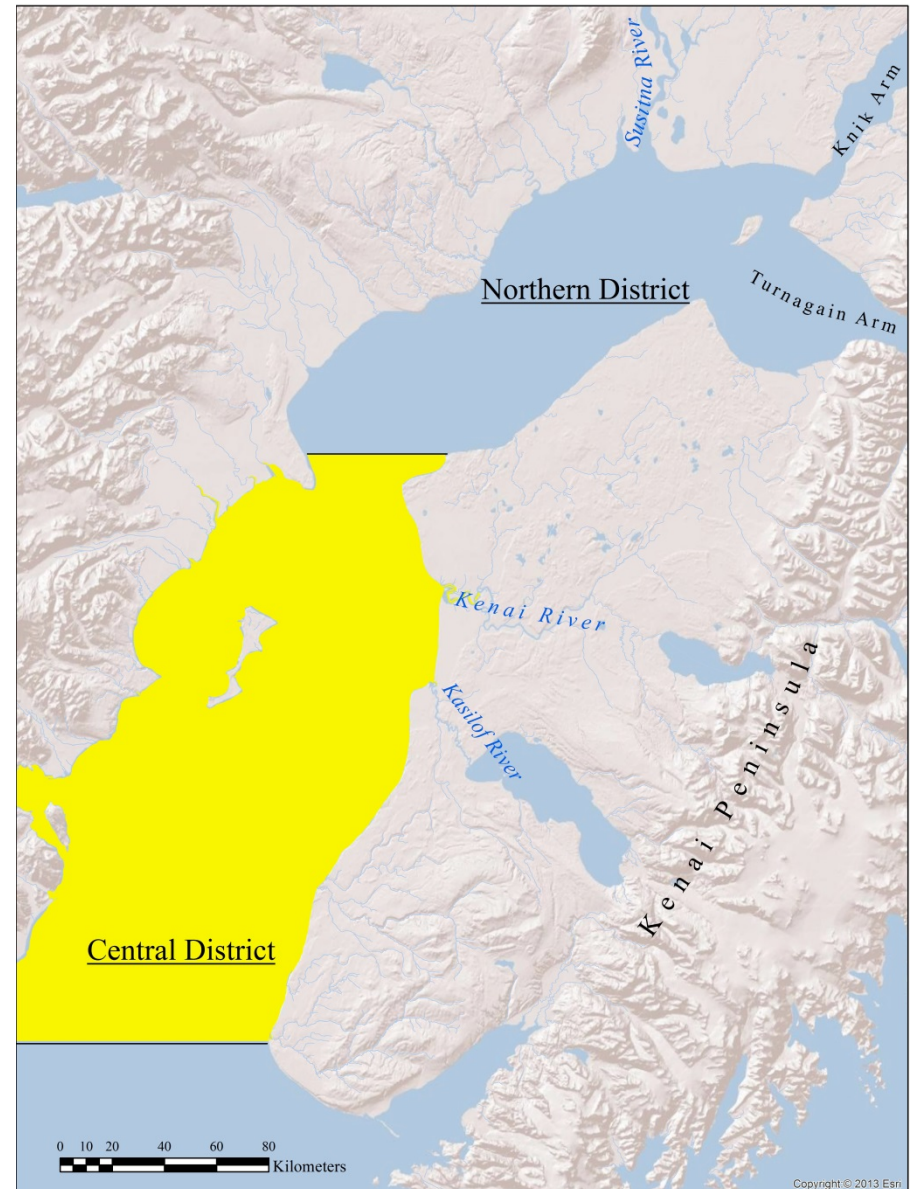 Susitna River
Knik Arm
Northern District
Turnagain Arm
Kenai River
Kasilof River
Kenai Peninsula
Central District
0 10 20 40 60 80
Kilometers
Copyright:© 2013 Esri